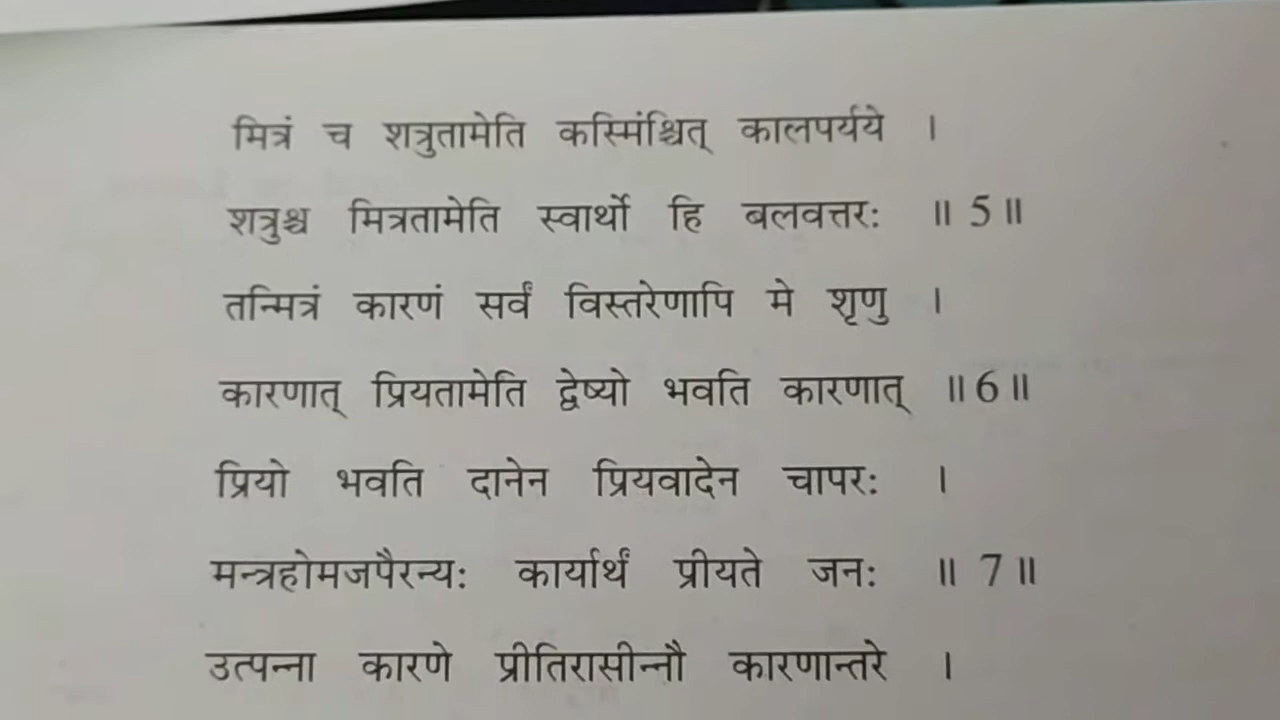 मित्रं च शत्रुतामेति कस्मिंश्चित् कालपर्यये ।
शत्रुश्च मित्रतामेति स्वार्थो हि बलवत्तरः ॥ 5 ॥
तन्मित्रं कारणं सर्वं विस्तरेणापि मे शृणु ।
कारणात् प्रियतामेति द्वेष्यो भवति कारणात् ॥ 6 ॥
प्रियो भवति दानेन प्रियवादेन चापरः ।
मन्त्रहोमजपैरन्यः कार्यार्थं प्रीयते जनः ॥ 7 ॥
उत्पन्ना कारणे प्रीतिरासीन्नौ कारणान्तरे ।